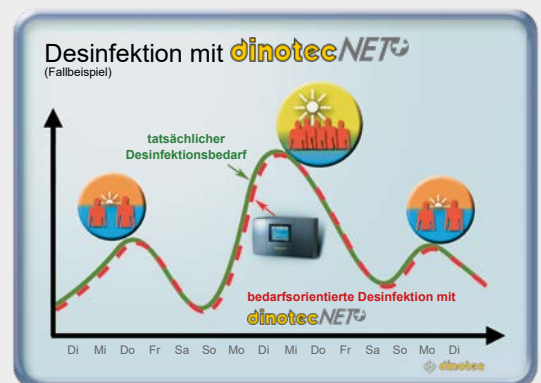 Desinfektion mit dinotecNET+
(Fallbeispiel)
tatsächlicher
Desinfektionsbedarf
bedarfsorientierte Desinfektion mit
dinotecNET+
Di Mi Do Fr Sa So Mo Di Mi Do Fr Sa So Mo Di
dinotec